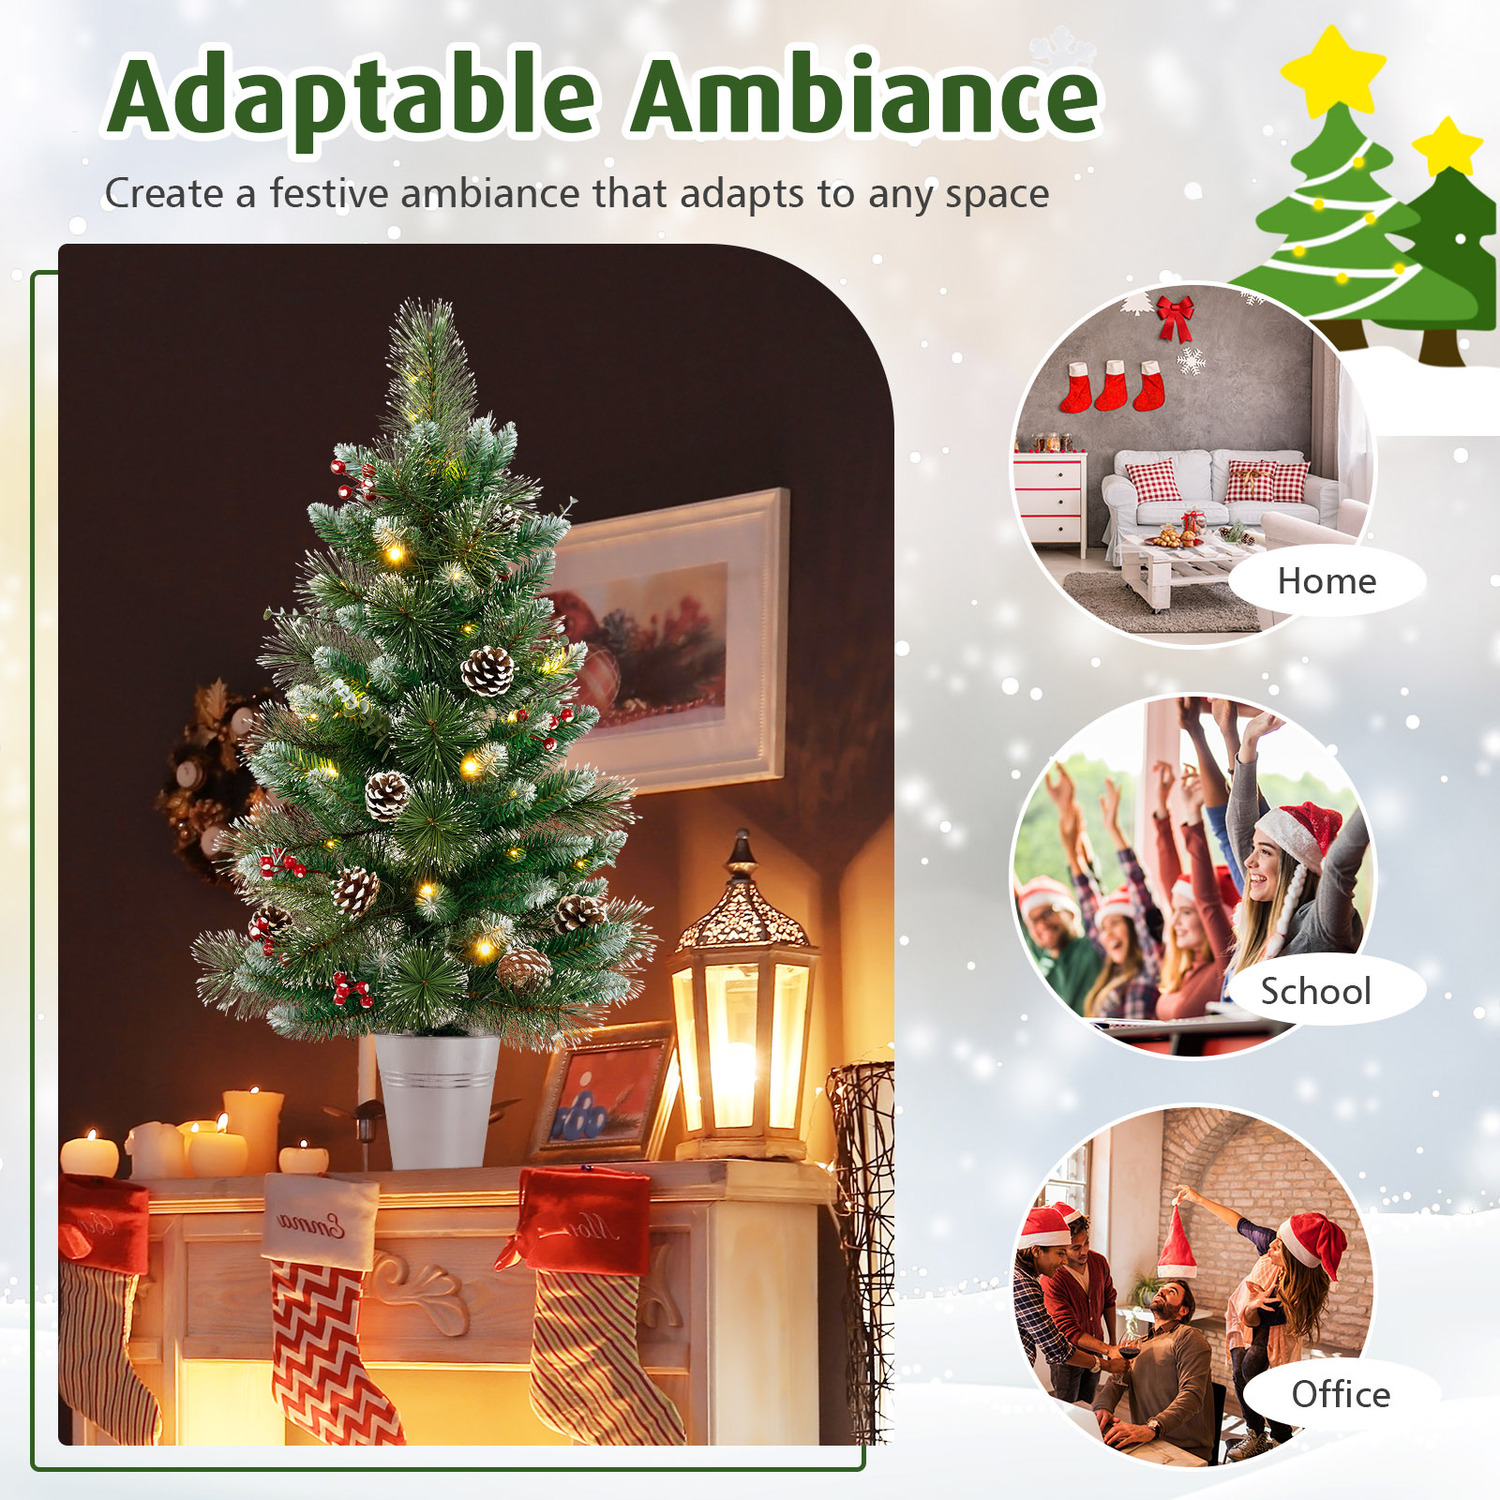 Adaptable Ambiance
Create a festive ambiance that adapts to any space
Home
School
Office
Emma